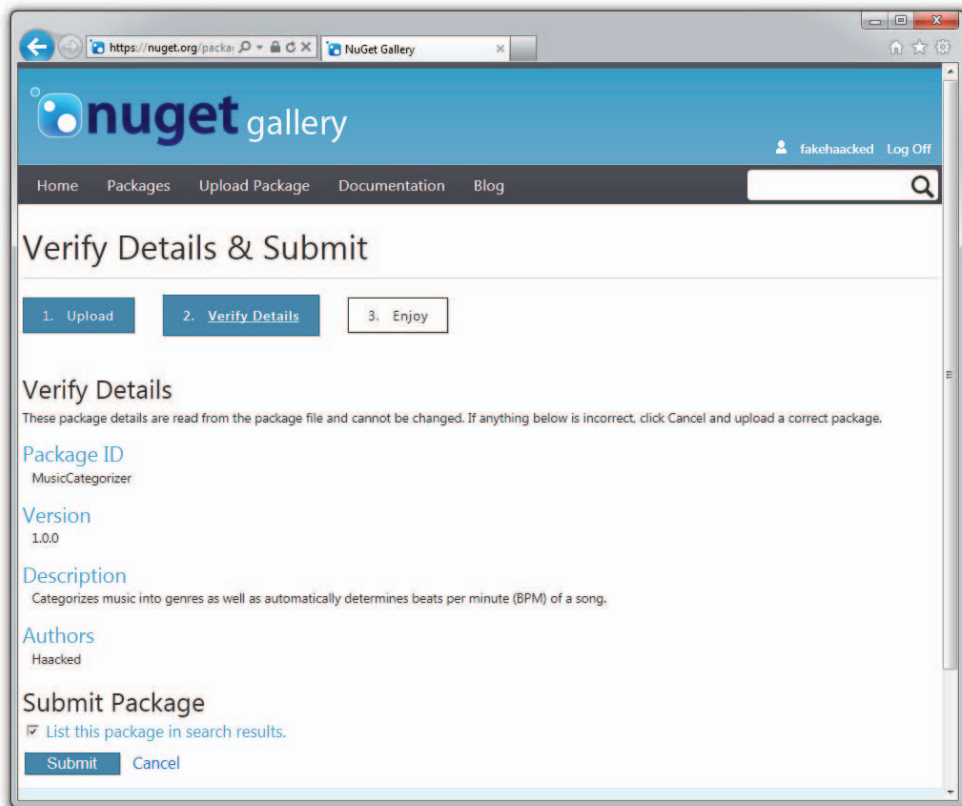 https://nuget.org/packa
NuGet Gallery
nuget gallery
fakehaacked Log Off
Home Packages Upload Package Documentation Blog
Verify Details & Submit
1. Upload
2. Verify Details
3. Enjoy
Verify Details
These package details are read from the package file and cannot be changed. If anything below is incorrect, click Cancel and upload a correct package.
Package ID
MusicCategorizer
Version
1.0.0
Description
Categorizes music into genres as well as automatically determines beats per minute (BPM) of a song.
Authors
Haacked
Submit Package
List this package in search results.
Submit Cancel